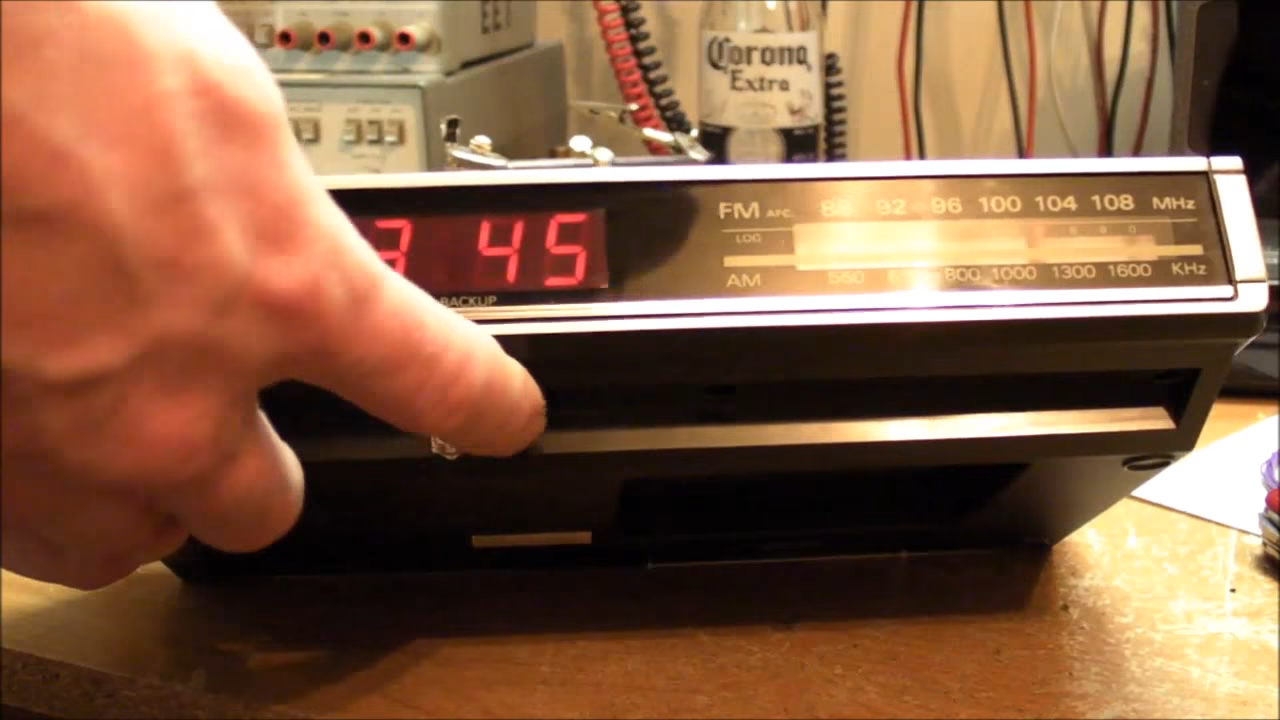 Corona
Extra
3 45
BACKUP
FM AFC. 88 92 96 100 104 108 MHz
LOG
AM 550 800 1000 1300 1600 KHz